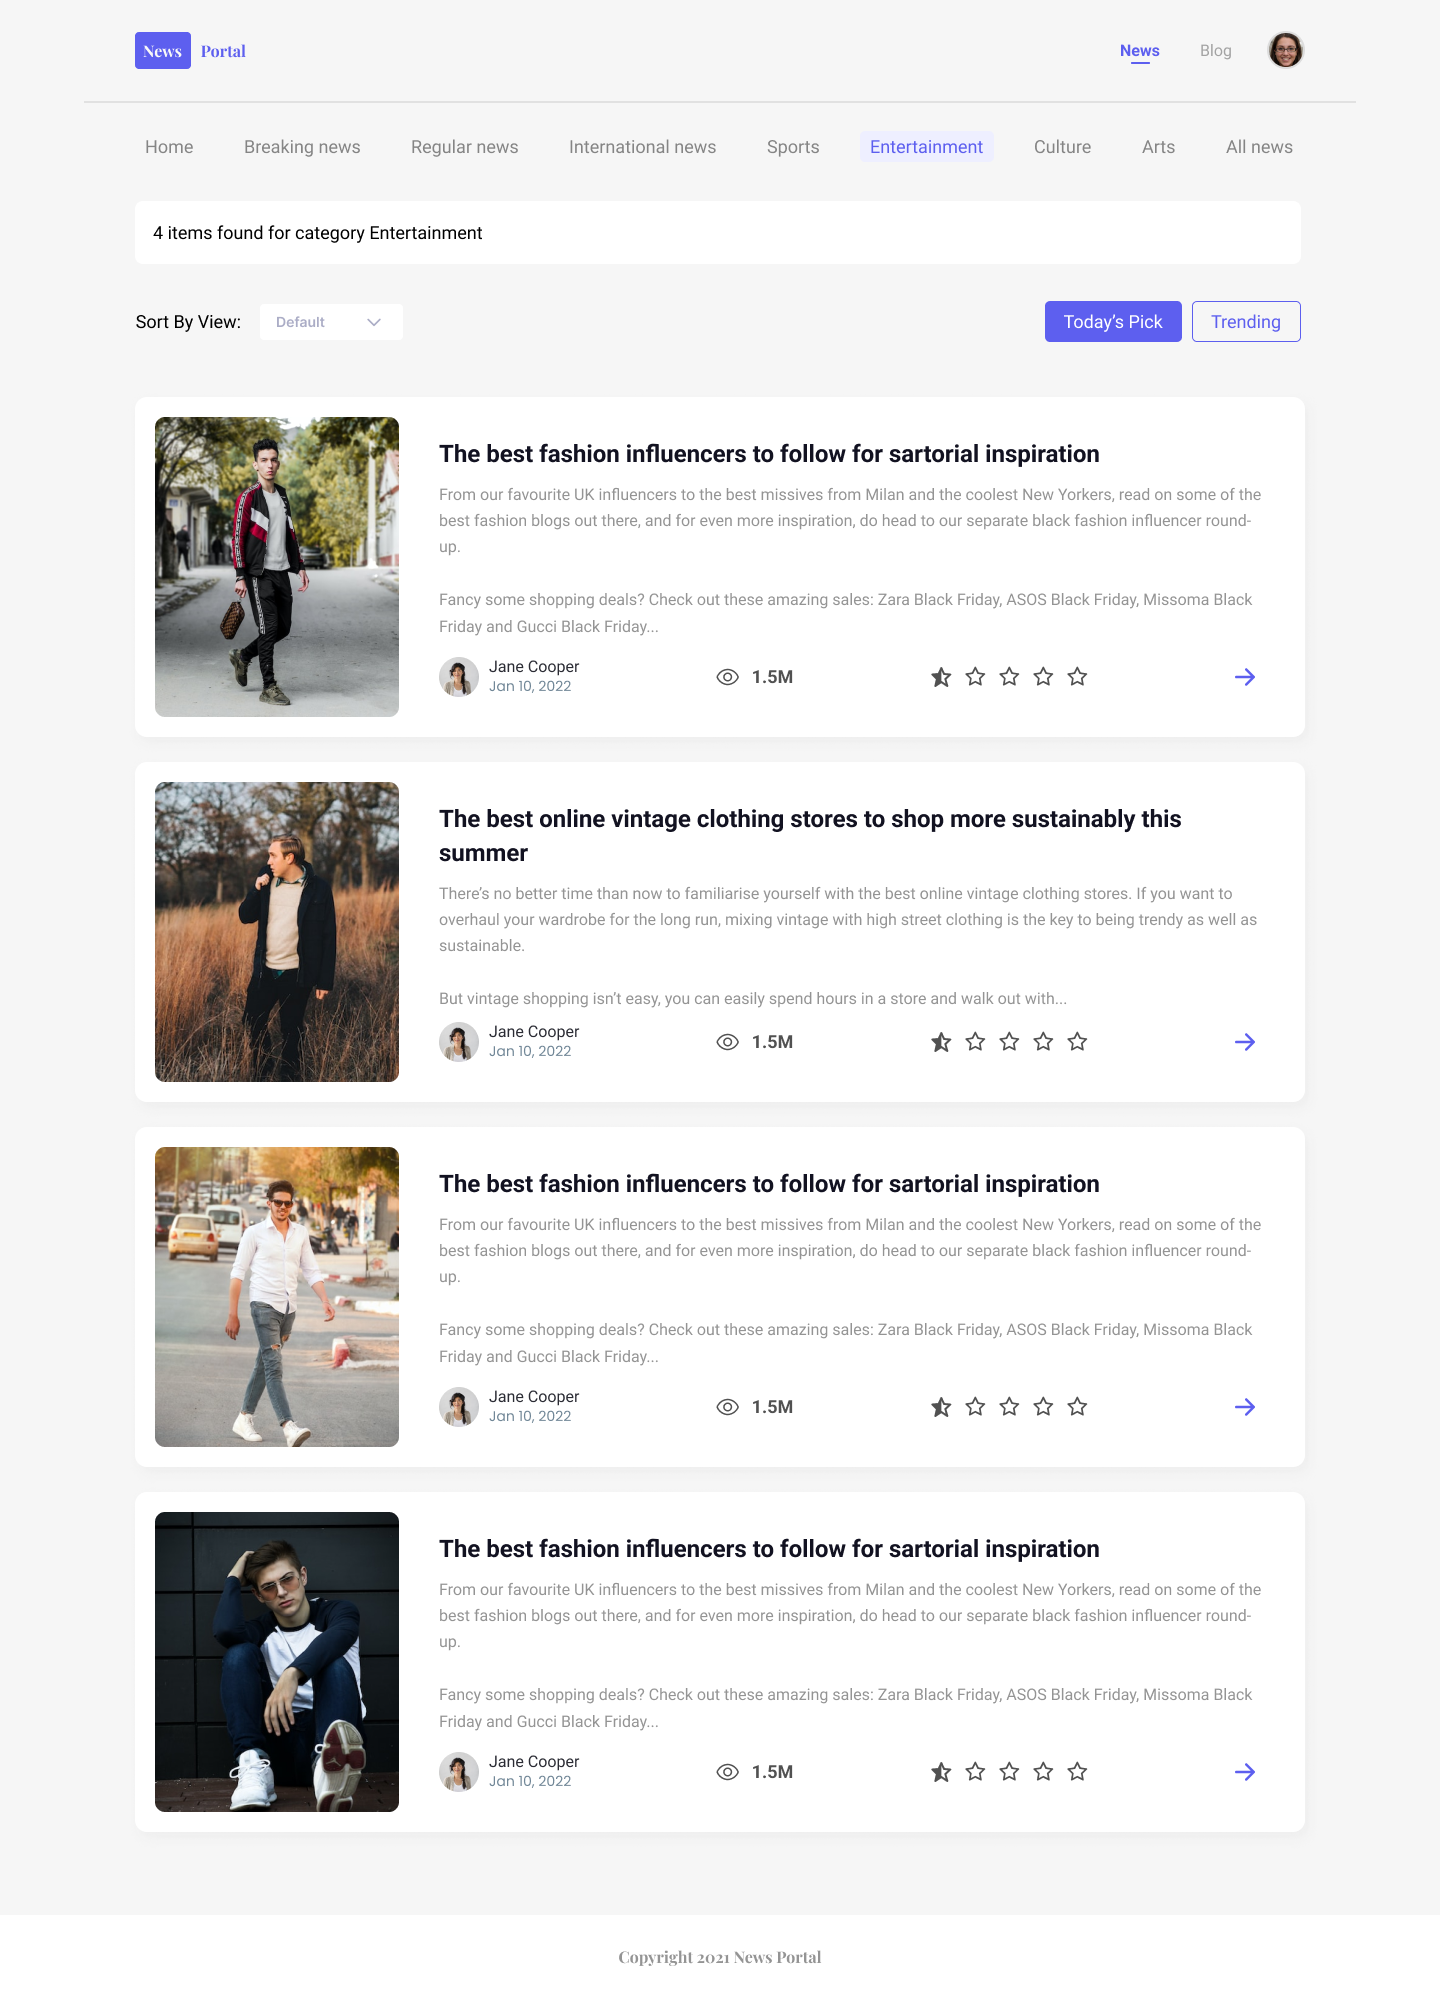 News Portal
News Blog
Home Breaking news Regular news International news Sports Entertainment Culture Arts All news
4 items found for category Entertainment
Sort By View: Default
Today’s Pick Trending
The best fashion influencers to follow for sartorial inspiration
From our favourite UK influencers to the best missives from Milan and the coolest New Yorkers, read on some of the
best fashion blogs out there, and for even more inspiration, do head to our separate black fashion influencer round-
up.
Fancy some shopping deals? Check out these amazing sales: Zara Black Friday, ASOS Black Friday, Missoma Black
Friday and Gucci Black Friday...
Jane Cooper
Jan 10, 2022
1.5M
The best online vintage clothing stores to shop more sustainably this
summer
There’s no better time than now to familiarise yourself with the best online vintage clothing stores. If you want to
overhaul your wardrobe for the long run, mixing vintage with high street clothing is the key to being trendy as well as
sustainable.
But vintage shopping isn’t easy, you can easily spend hours in a store and walk out with...
Jane Cooper
Jan 10, 2022
1.5M
The best fashion influencers to follow for sartorial inspiration
From our favourite UK influencers to the best missives from Milan and the coolest New Yorkers, read on some of the
best fashion blogs out there, and for even more inspiration, do head to our separate black fashion influencer round-
up.
Fancy some shopping deals? Check out these amazing sales: Zara Black Friday, ASOS Black Friday, Missoma Black
Friday and Gucci Black Friday...
Jane Cooper
Jan 10, 2022
1.5M
The best fashion influencers to follow for sartorial inspiration
From our favourite UK influencers to the best missives from Milan and the coolest New Yorkers, read on some of the
best fashion blogs out there, and for even more inspiration, do head to our separate black fashion influencer round-
up.
Fancy some shopping deals? Check out these amazing sales: Zara Black Friday, ASOS Black Friday, Missoma Black
Friday and Gucci Black Friday...
Jane Cooper
Jan 10, 2022
1.5M
Copyright 2021 News Portal